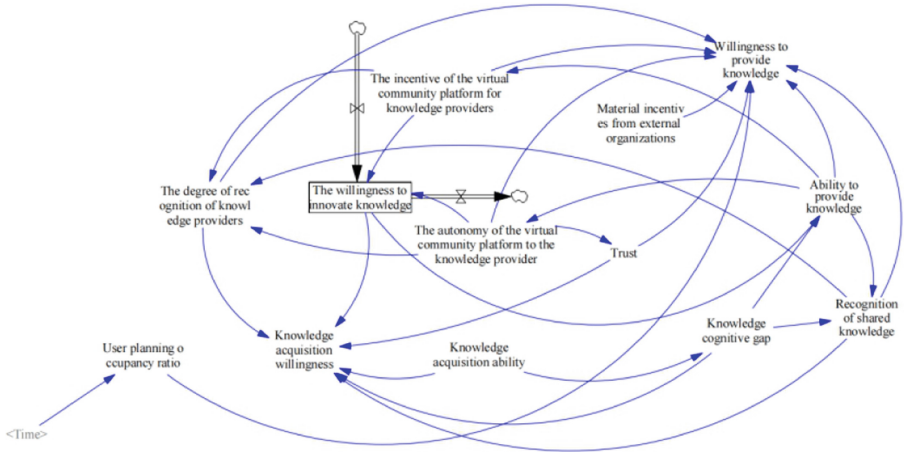 Willingness to
provide
knowledge
The incentive of the virtual
community platform for
knowledge providers
Material incentiv
es from external
organizations
The degree of rec
ognition of knowl
edge providers
The willingness to
innovate knowledge
Ability to
provide
knowledge
The autonomy of the virtual
community platform to the
knowledge provider
Trust
Recognition
of shared
knowledge
Knowledge
cognitive gap
Knowledge
acquisition
willingness
Knowledge
acquisition ability
User planning o
ccupancy ratio
<Time>